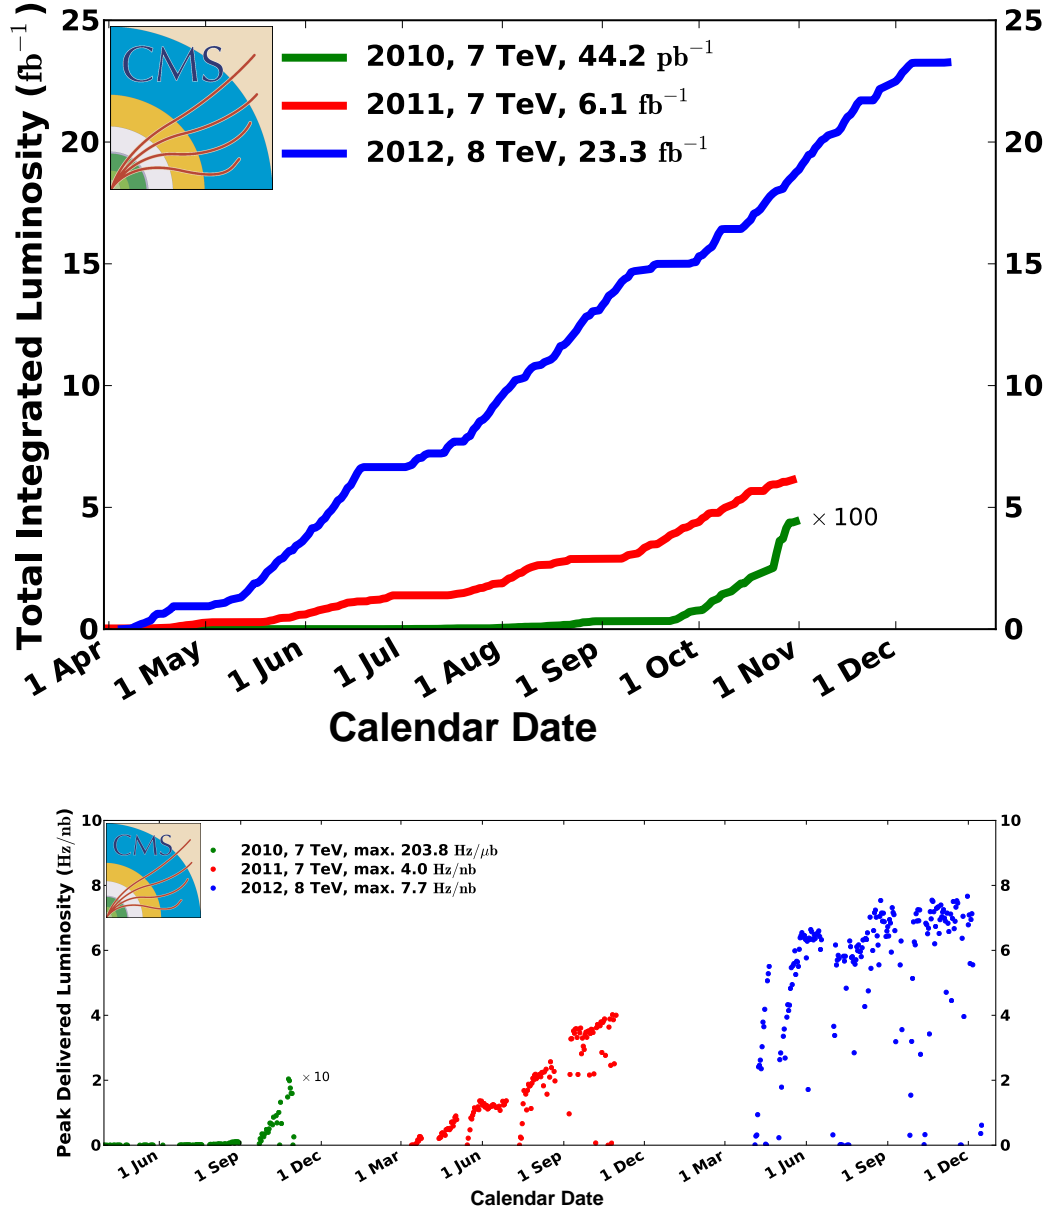 Total Integrated Luminosity (fb⁻¹)
CMS
2010, 7 TeV, 44.2 pb⁻¹
2011, 7 TeV, 6.1 fb⁻¹
2012, 8 TeV, 23.3 fb⁻¹
25 25
20 20
15 15
10 10
5 5
0 0
× 100
1 Apr 1 May 1 Jun 1 Jul 1 Aug 1 Sep 1 Oct 1 Nov 1 Dec
Calendar Date
Peak Delivered Luminosity (Hz/nb)
CMS
2010, 7 TeV, max. 203.8 Hz/μb
2011, 7 TeV, max. 4.0 Hz/nb
2012, 8 TeV, max. 7.7 Hz/nb
10 10
8 8
6 6
4 4
2 2
0 0
× 10
1 Jun 1 Sep 1 Dec 1 Mar 1 Jun 1 Sep 1 Dec 1 Mar 1 Jun 1 Sep 1 Dec
Calendar Date